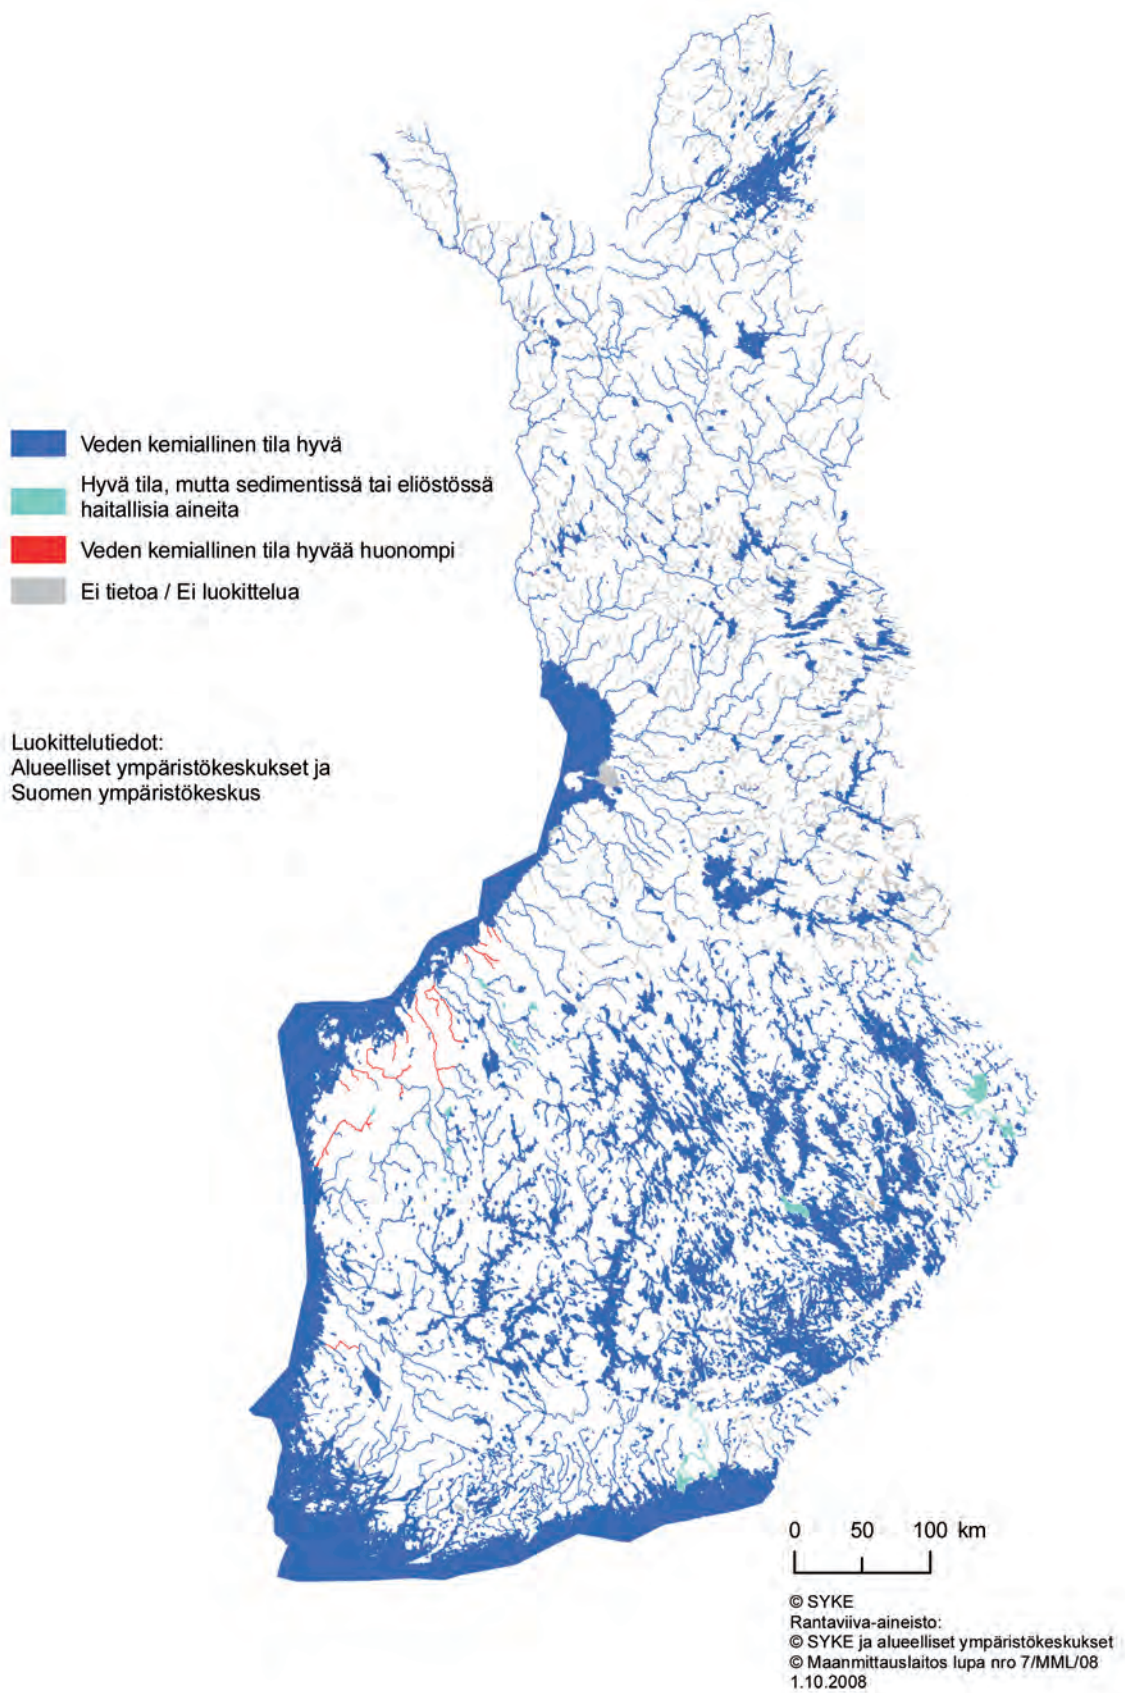 Veden kemiallinen tila hyvä
Hyvä tila, mutta sedimentissä tai eliöstössä
haitallisia aineita
Veden kemiallinen tila hyvää huonompi
Ei tietoa / Ei luokittelua
Luokittelutiedot:
Alueelliset ympäristökeskukset ja
Suomen ympäristökeskus
0 50 100 km
© SYKE
Rantaviiva-aineisto:
© SYKE ja alueelliset ympäristökeskukset
© Maanmittauslaitos lupa nro 7/MML/08
1.10.2008